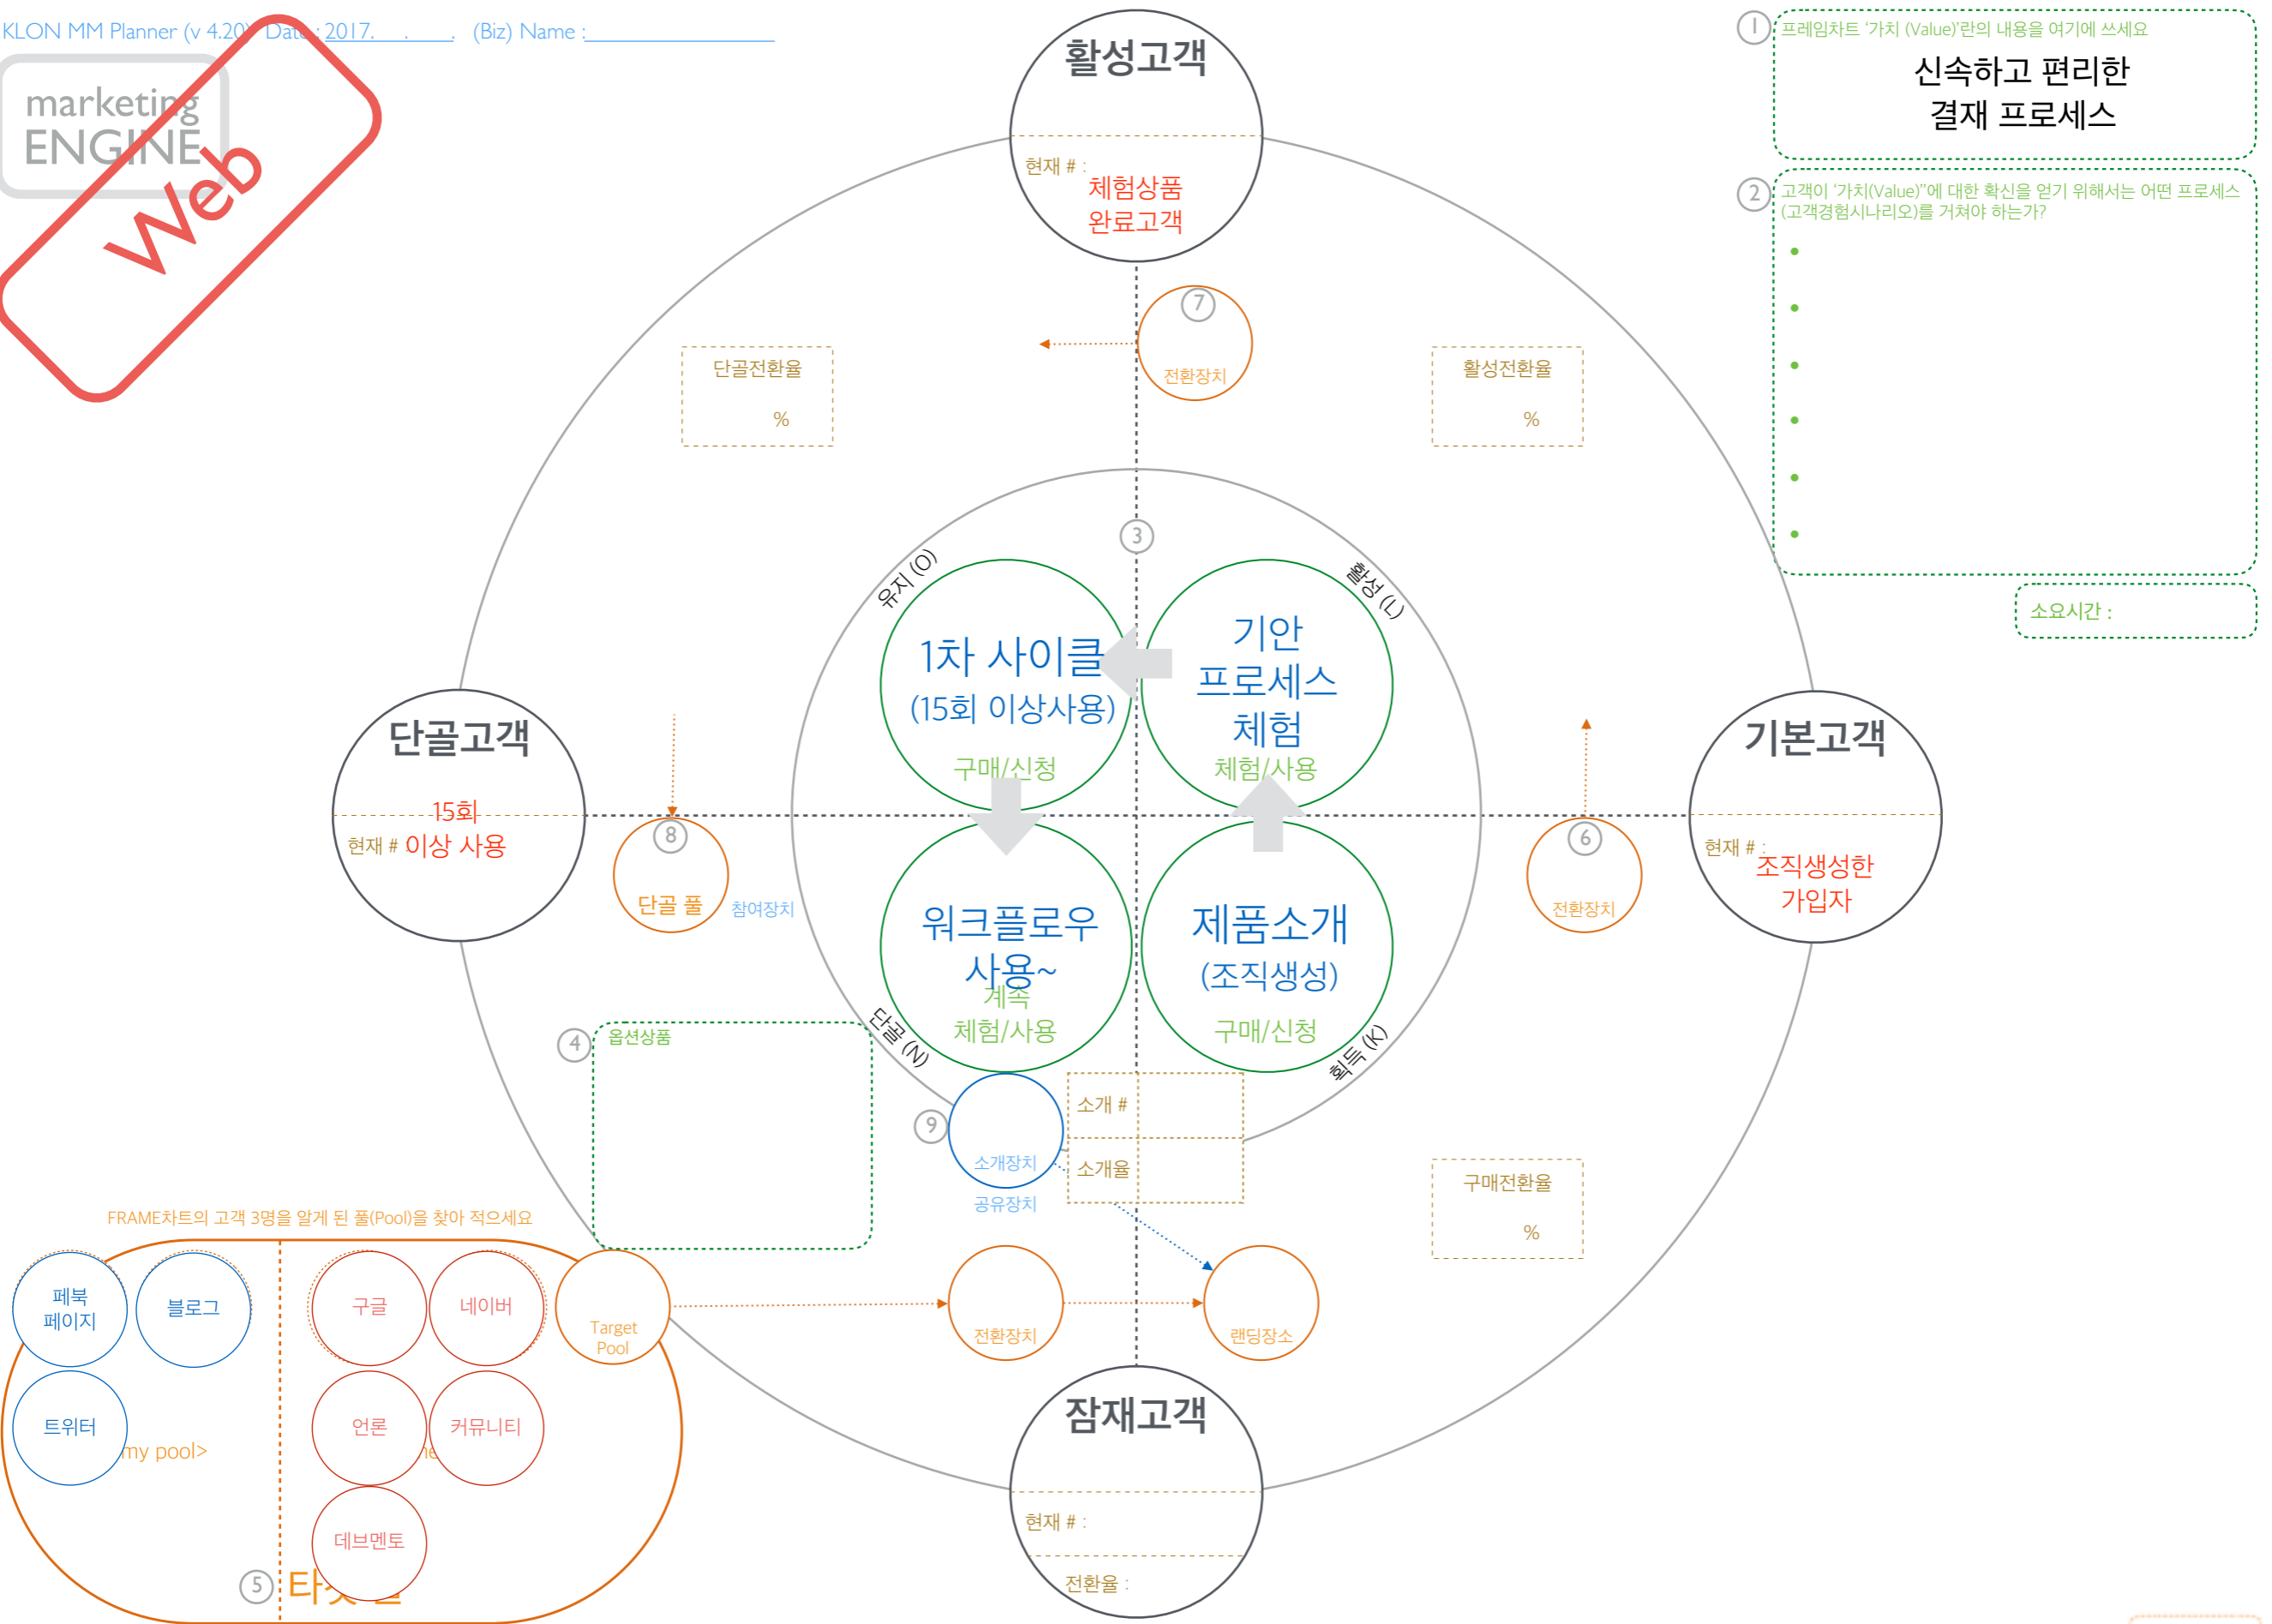 KLON MM Planner (v 4.20) Date : 2017. . . (Biz) Name :
marketing
ENGINE
Web
활성고객
현재 # :
체험상품
완료고객
1
프레임차트 ‘가치 (Value)’란의 내용을 여기에 쓰세요
신속하고 편리한
결재 프로세스
2
고객이 ‘가치(Value)”에 대한 확신을 얻기 위해서는 어떤 프로세스
(고객경험시나리오)를 거쳐야 하는가?
•
•
•
•
•
•
소요시간 :
7
전환장치
단골전환율
%
활성전환율
%
3
유지 (O)
활성 (L)
1차 사이클
(15회 이상사용)
구매/신청
기안
프로세스
체험
체험/사용
단골고객
15회
현재 # 이상 사용
8
단골 풀
참여장치
6
전환장치
기본고객
현재 # :
조직생성한
가입자
워크플로우
사용~
계속
체험/사용
제품소개
(조직생성)
구매/신청
단골 (N)
획득 (K)
4
옵션상품
9
소개장치
공유장치
소개 #
소개율
구매전환율
%
FRAME차트의 고객 3명을 알게 된 풀(Pool)을 찾아 적으세요
페북
페이지
블로그
구글
네이버
Target
Pool
전환장치
랜딩장소
트위터
my pool>
언론
커뮤니티
데브멘토
5
잠재고객
현재 # :
전환율 :